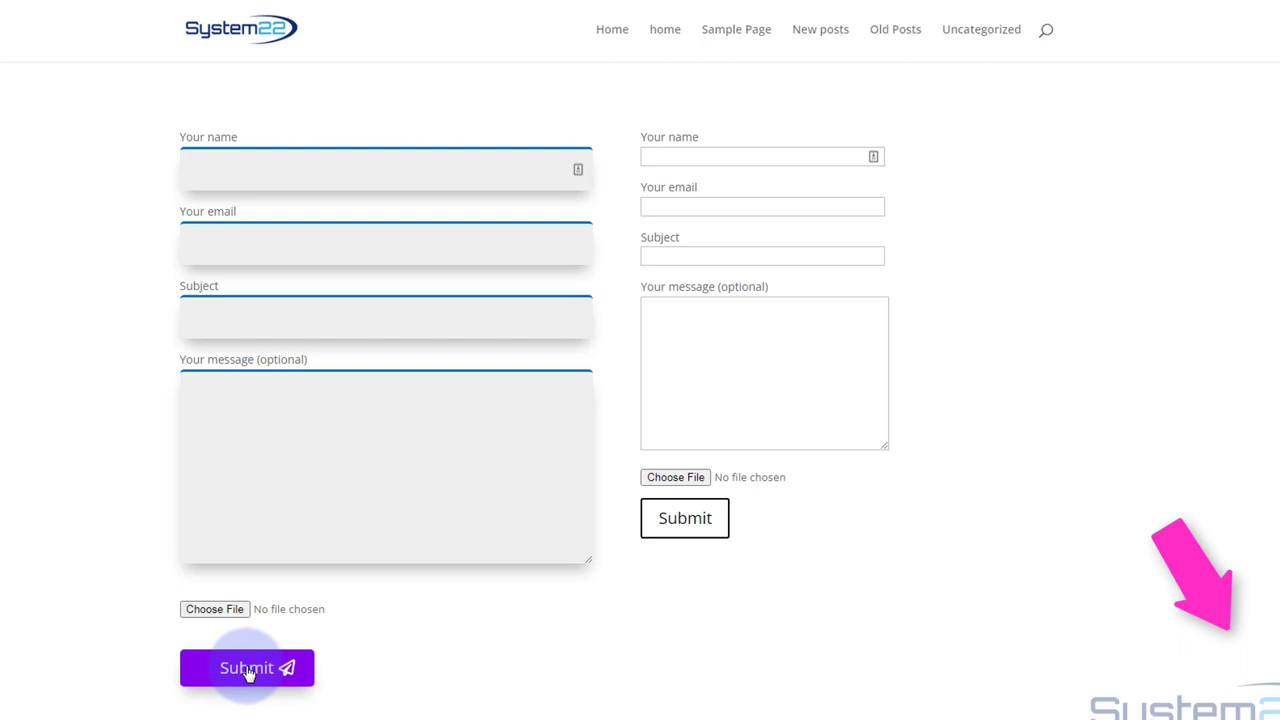 System22
Home home Sample Page New posts Old Posts Uncategorized
Your name
Your email
Subject
Your message (optional)
Choose File No file chosen
Submit
Your name
Your email
Subject
Your message (optional)
Choose File No file chosen
Submit
System22